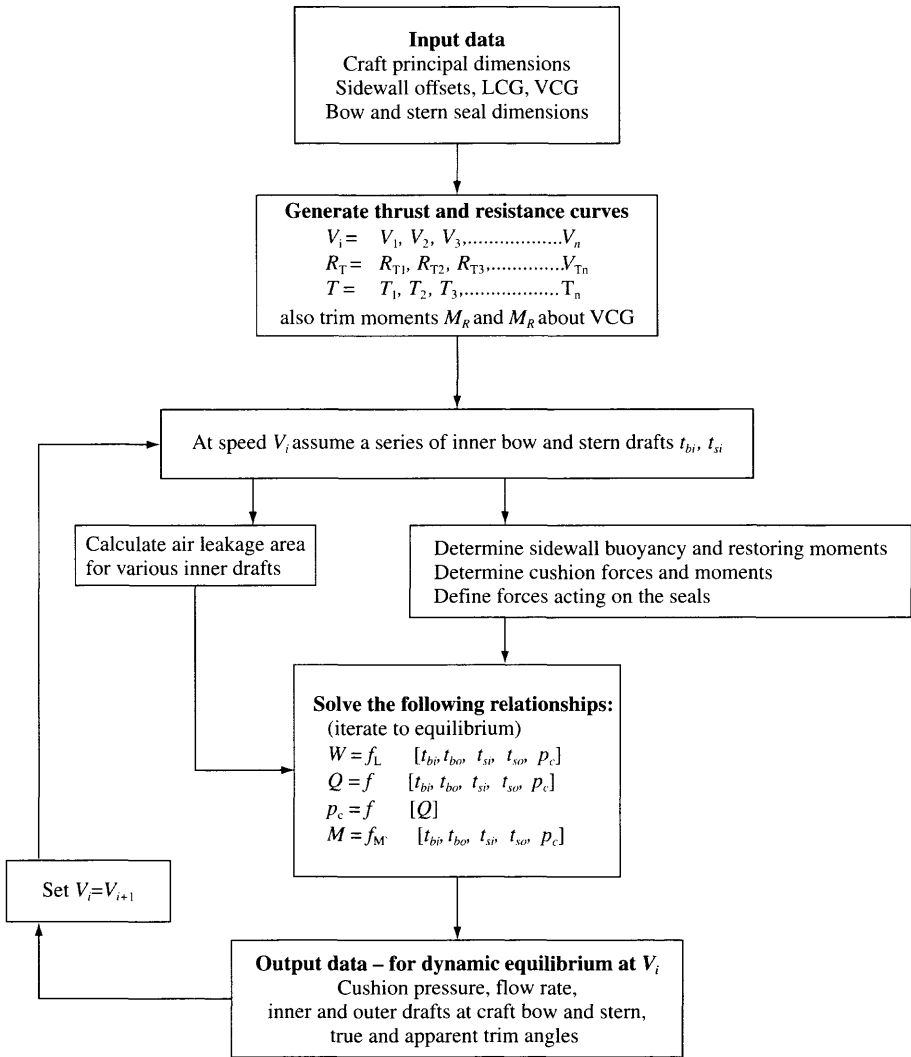 Input data
Craft principal dimensions
Sidewall offsets, LCG, VCG
Bow and stern seal dimensions
Generate thrust and resistance curves
V_i = V_1, V_2, V_3,..................V_n
R_T = R_T1, R_T2, R_T3,.............V_Tn
T = T_1, T_2, T_3,..................... T_n
also trim moments M_R and M_R about VCG
At speed V_i assume a series of inner bow and stern drafts t_bi, t_si
Calculate air leakage area
for various inner drafts
Determine sidewall buoyancy and restoring moments
Determine cushion forces and moments
Define forces acting on the seals
Solve the following relationships:
(iterate to equilibrium)
W = f_L [t_bi, t_bo, t_si, t_so, p_c]
Q = f [t_bi, t_bo, t_si, t_so, p_c]
p_c = f [Q]
M = f_M [t_bi, t_bo, t_si, t_so, p_c]
Set V_i=V_i+1
Output data – for dynamic equilibrium at V_i
Cushion pressure, flow rate,
inner and outer drafts at craft bow and stern,
true and apparent trim angles